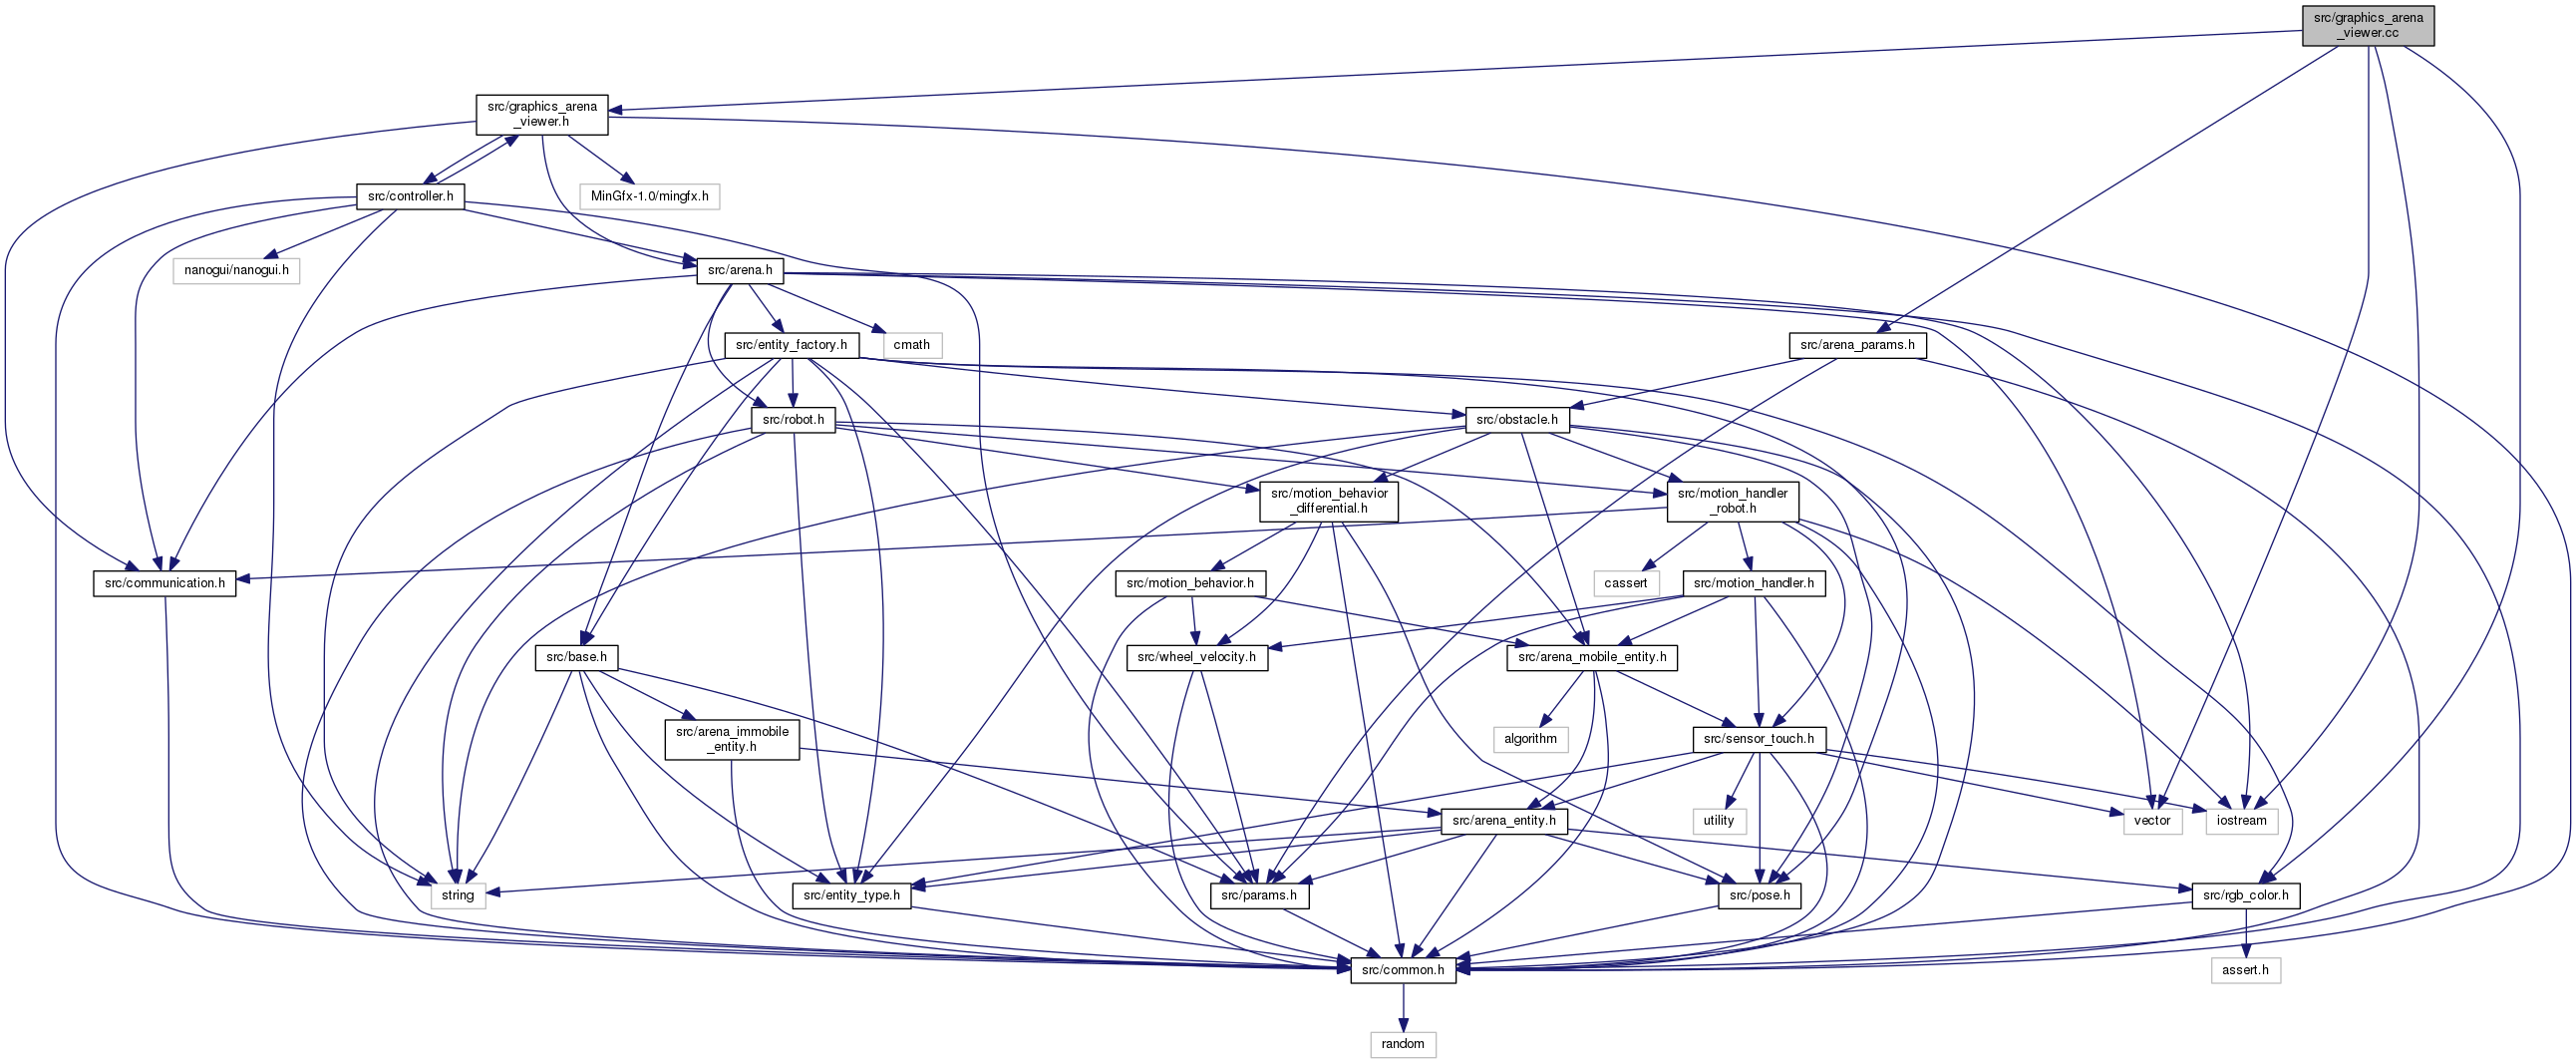 src/graphics_arena
_viewer.cc
src/graphics_arena
_viewer.h
src/controller.h
MinGfx-1.0/mingfx.h
nanogui/nanogui.h
src/arena.h
src/entity_factory.h
cmath
src/arena_params.h
src/robot.h
src/obstacle.h
src/motion_behavior
_differential.h
src/motion_handler
_robot.h
src/communication.h
src/motion_behavior.h
cassert
src/motion_handler.h
src/base.h
src/wheel_velocity.h
src/arena_mobile_entity.h
src/arena_immobile
_entity.h
algorithm
src/sensor_touch.h
src/arena_entity.h
utility
vector
iostream
string
src/entity_type.h
src/params.h
src/pose.h
src/rgb_color.h
src/common.h
assert.h
random